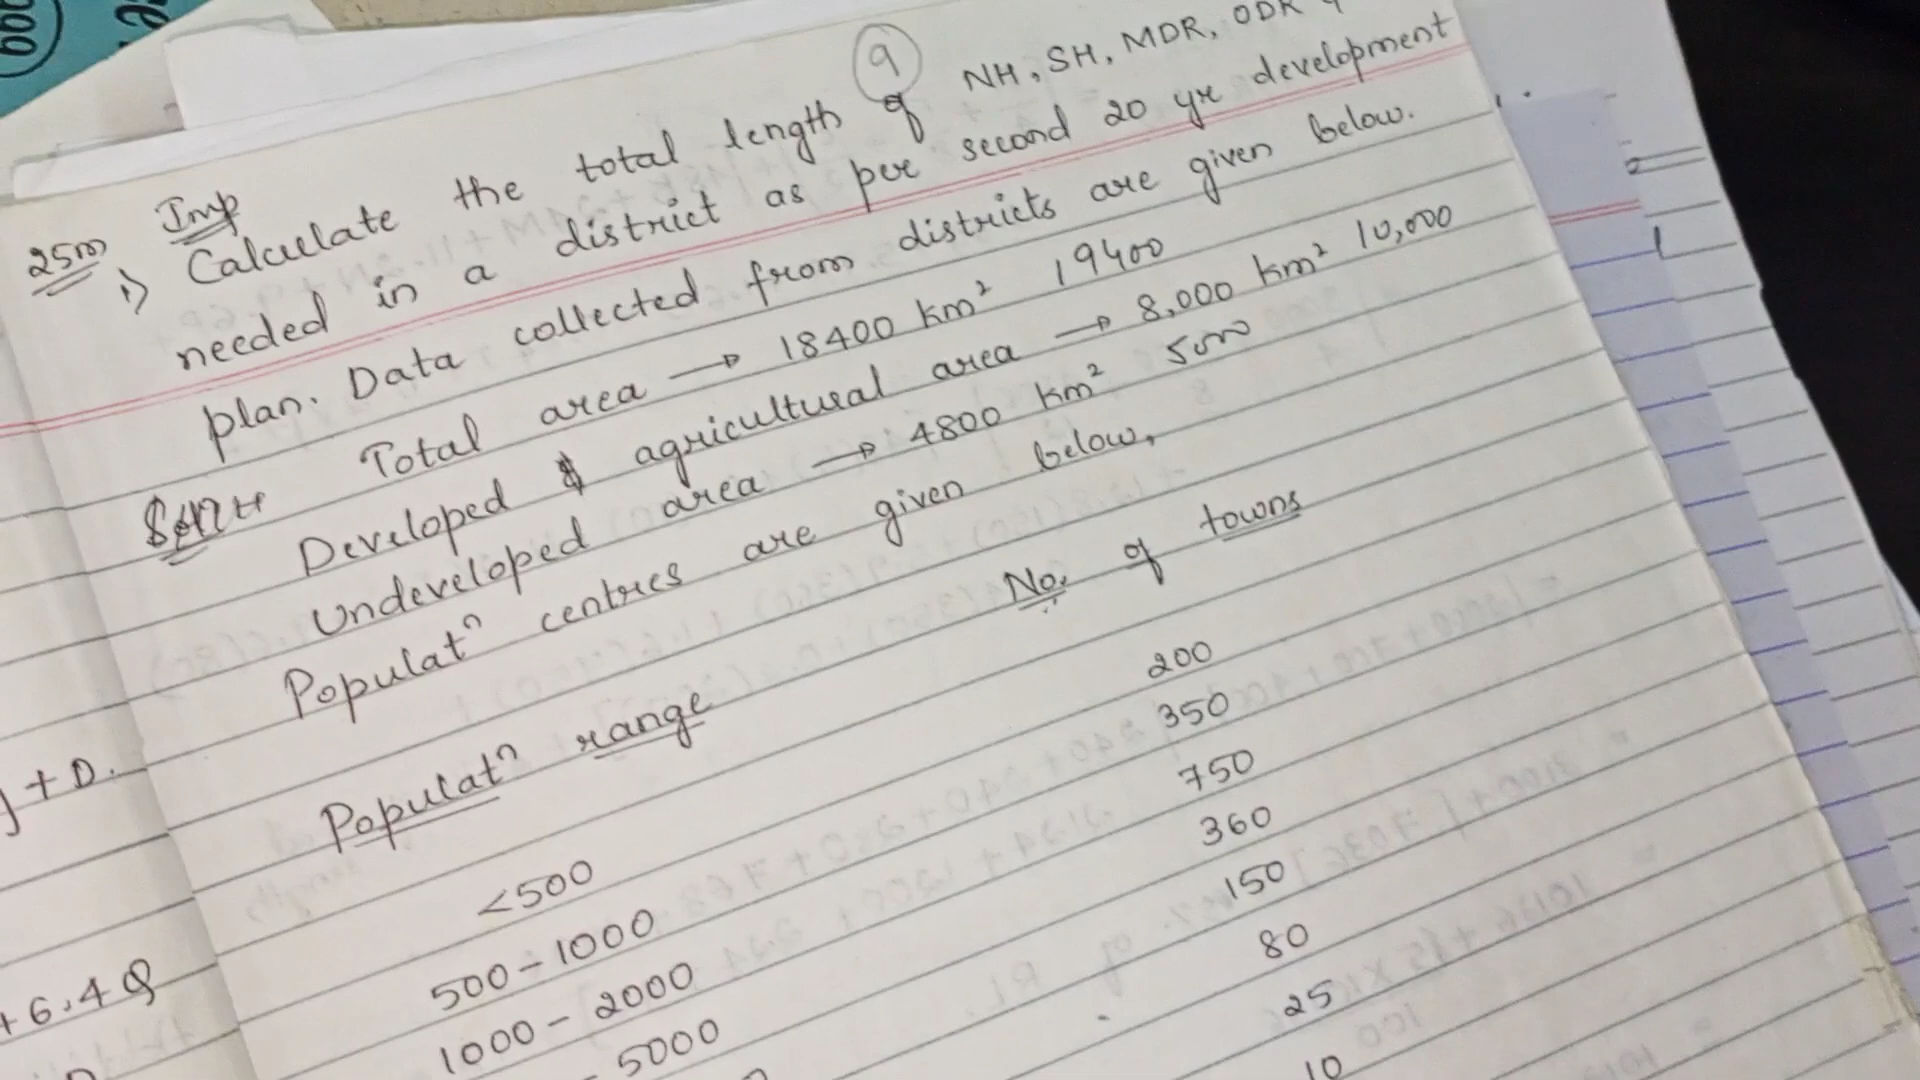 9
25m Imp
1) Calculate the total length of NH, SH, MDR, ODR
needed in a district as per second 20 yr development
plan. Data collected from districts are given below.
Total area → 18400 km² 19400
Developed & agricultural area → 8,000 km² 10,000
Undeveloped area → 4800 km² 5000
Populatⁿ centres are given below,
Populatⁿ range No. of towns
<500 200
500-1000 350
1000-2000 750
- 5000 360
150
80
25
10
+ D.
+6.4Q